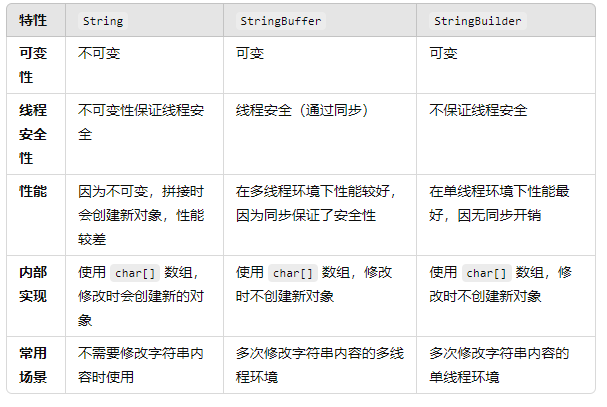 特性 String StringBuffer StringBuilder
可变 不可变 可变 可变
性
线程 不可变性保证线程安 线程安全（通过同步） 不保证线程安全
安全 全
性
性能 因为不可变，拼接时 在多线程环境下性能较好， 在单线程环境下性能最
会创建新对象，性能 因为同步保证了安全性 好，因无同步开销
较差
内部 使用 char[] 数组， 使用 char[] 数组，修改 使用 char[] 数组，修
实现 修改时会创建新的对 时不创建新对象 改时不创建新对象
象
常用 不需要修改字符串内 多次修改字符串内容的多线 多次修改字符串内容的
场景 容时使用 程环境 单线程环境